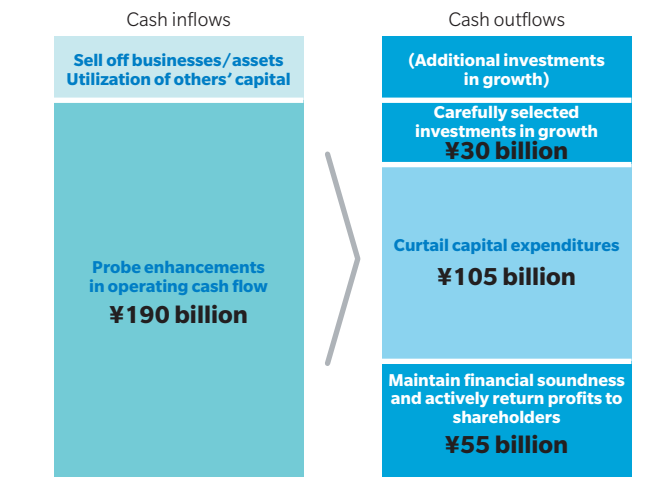 Cash inflows
Sell off businesses/assets
Utilization of others’ capital
Probe enhancements
in operating cash flow
¥190 billion
Cash outflows
(Additional investments
in growth)
Carefully selected
investments in growth
¥30 billion
Curtail capital expenditures
¥105 billion
Maintain financial soundness
and actively return profits to
shareholders
¥55 billion